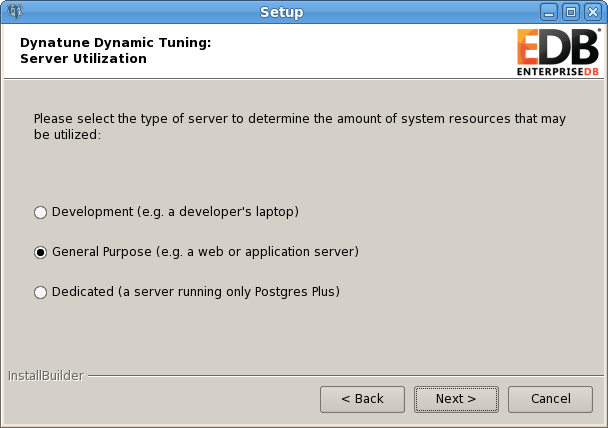 Setup
Dynatune Dynamic Tuning:
Server Utilization
EDB
ENTERPRISEDB
Please select the type of server to determine the amount of system resources that may
be utilized:
Development (e.g. a developer's laptop)
General Purpose (e.g. a web or application server)
Dedicated (a server running only Postgres Plus)
InstallBuilder
< Back
Next >
Cancel